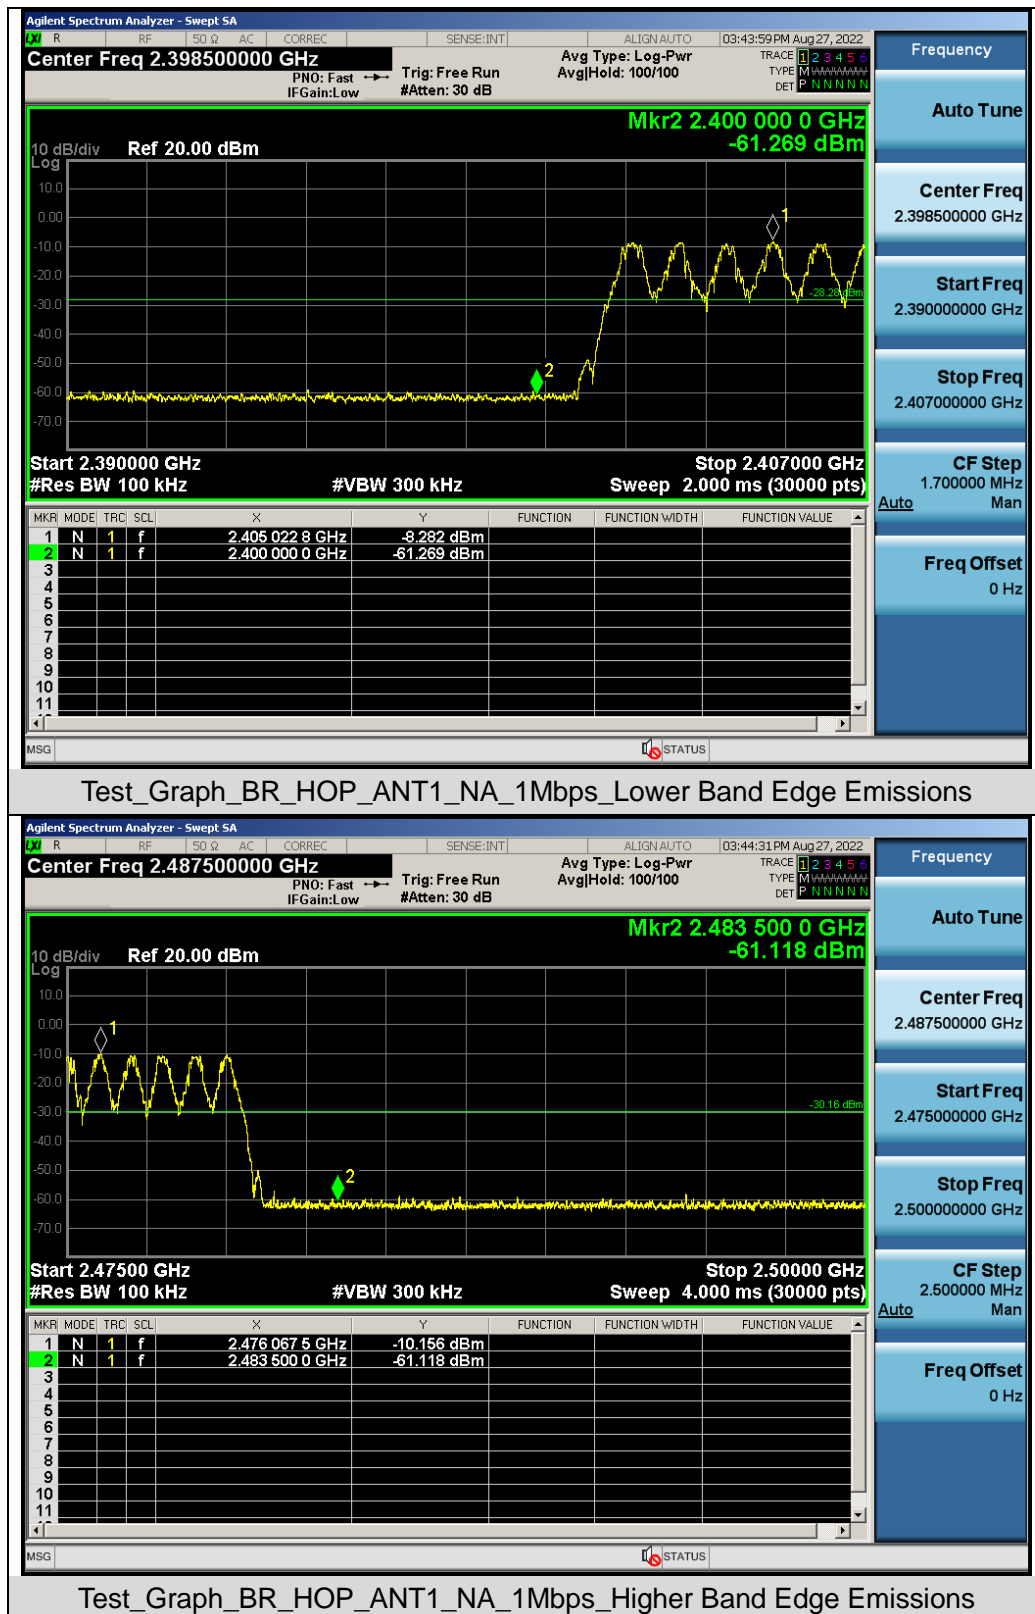 Agilent Spectrum Analyzer - Swept SA
LXI R RF 50 Ω AC CORREC SENSE:INT ALIGN AUTO 03:43:59 PM Aug 27, 2022
Center Freq 2.398500000 GHz
PNO: Fast
IFGain:Low
Trig: Free Run
#Atten: 30 dB
Avg Type: Log-Pwr
Avg|Hold: 100/100
TRACE 1 2 3 4 5 6
TYPE M
DET P N N N N N
Mkr2 2.400 000 0 GHz
-61.269 dBm
10 dB/div Ref 20.00 dBm
Log
10.0
0.00
-10.0
-20.0
-30.0
-40.0
-50.0
-60.0
-70.0
1
2
-28.28 dBm
Start 2.390000 GHz Stop 2.407000 GHz
#Res BW 100 kHz #VBW 300 kHz Sweep 2.000 ms (30000 pts)
MKR MODE TRC SCL X Y FUNCTION FUNCTION WIDTH FUNCTION VALUE
1 N 1 f 2.405 022 8 GHz -8.282 dBm
2 N 1 f 2.400 000 0 GHz -61.269 dBm
3
4
5
6
7
8
9
10
11
MSG STATUS
Frequency
Auto Tune
Center Freq
2.398500000 GHz
Start Freq
2.390000000 GHz
Stop Freq
2.407000000 GHz
CF Step
1.700000 MHz
Auto Man
Freq Offset
0 Hz
Test_Graph_BR_HOP_ANT1_NA_1Mbps_Lower Band Edge Emissions
Agilent Spectrum Analyzer - Swept SA
LXI R RF 50 Ω AC CORREC SENSE:INT ALIGN AUTO 03:44:31 PM Aug 27, 2022
Center Freq 2.487500000 GHz
PNO: Fast
IFGain:Low
Trig: Free Run
#Atten: 30 dB
Avg Type: Log-Pwr
Avg|Hold: 100/100
TRACE 1 2 3 4 5 6
TYPE M
DET P N N N N N
Mkr2 2.483 500 0 GHz
-61.118 dBm
10 dB/div Ref 20.00 dBm
Log
10.0
0.00
-10.0
-20.0
-30.0
-40.0
-50.0
-60.0
-70.0
1
2
-30.16 dBm
Start 2.47500 GHz Stop 2.50000 GHz
#Res BW 100 kHz #VBW 300 kHz Sweep 4.000 ms (30000 pts)
MKR MODE TRC SCL X Y FUNCTION FUNCTION WIDTH FUNCTION VALUE
1 N 1 f 2.476 067 5 GHz -10.156 dBm
2 N 1 f 2.483 500 0 GHz -61.118 dBm
3
4
5
6
7
8
9
10
11
MSG STATUS
Frequency
Auto Tune
Center Freq
2.487500000 GHz
Start Freq
2.475000000 GHz
Stop Freq
2.500000000 GHz
CF Step
2.500000 MHz
Auto Man
Freq Offset
0 Hz
Test_Graph_BR_HOP_ANT1_NA_1Mbps_Higher Band Edge Emissions